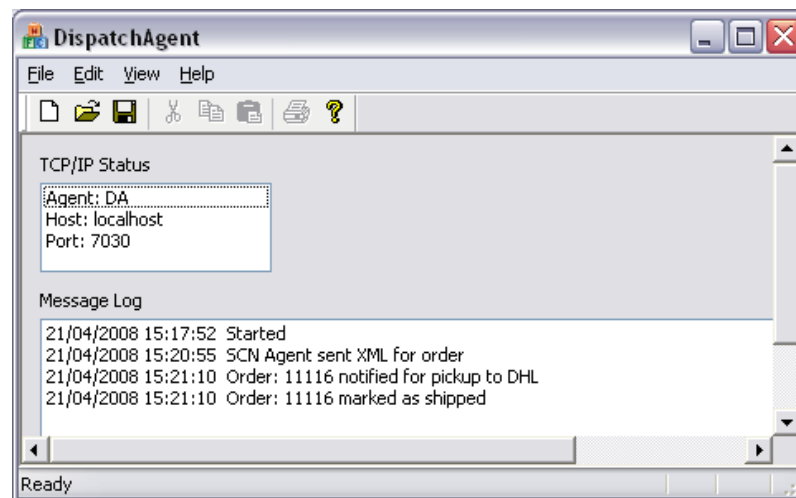 DispatchAgent
File Edit View Help
TCP/IP Status
Agent: DA
Host: localhost
Port: 7030
Message Log
21/04/2008 15:17:52 Started
21/04/2008 15:20:55 SCN Agent sent XML for order
21/04/2008 15:21:10 Order: 11116 notified for pickup to DHL
21/04/2008 15:21:10 Order: 11116 marked as shipped
Ready